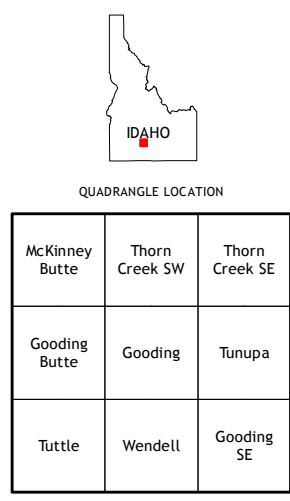 IDAHO
QUADRANGLE LOCATION
McKinney
Butte
Thorn
Creek SW
Thorn
Creek SE
Gooding
Butte
Gooding
Tunupa
Tuttle
Wendell
Gooding
SE